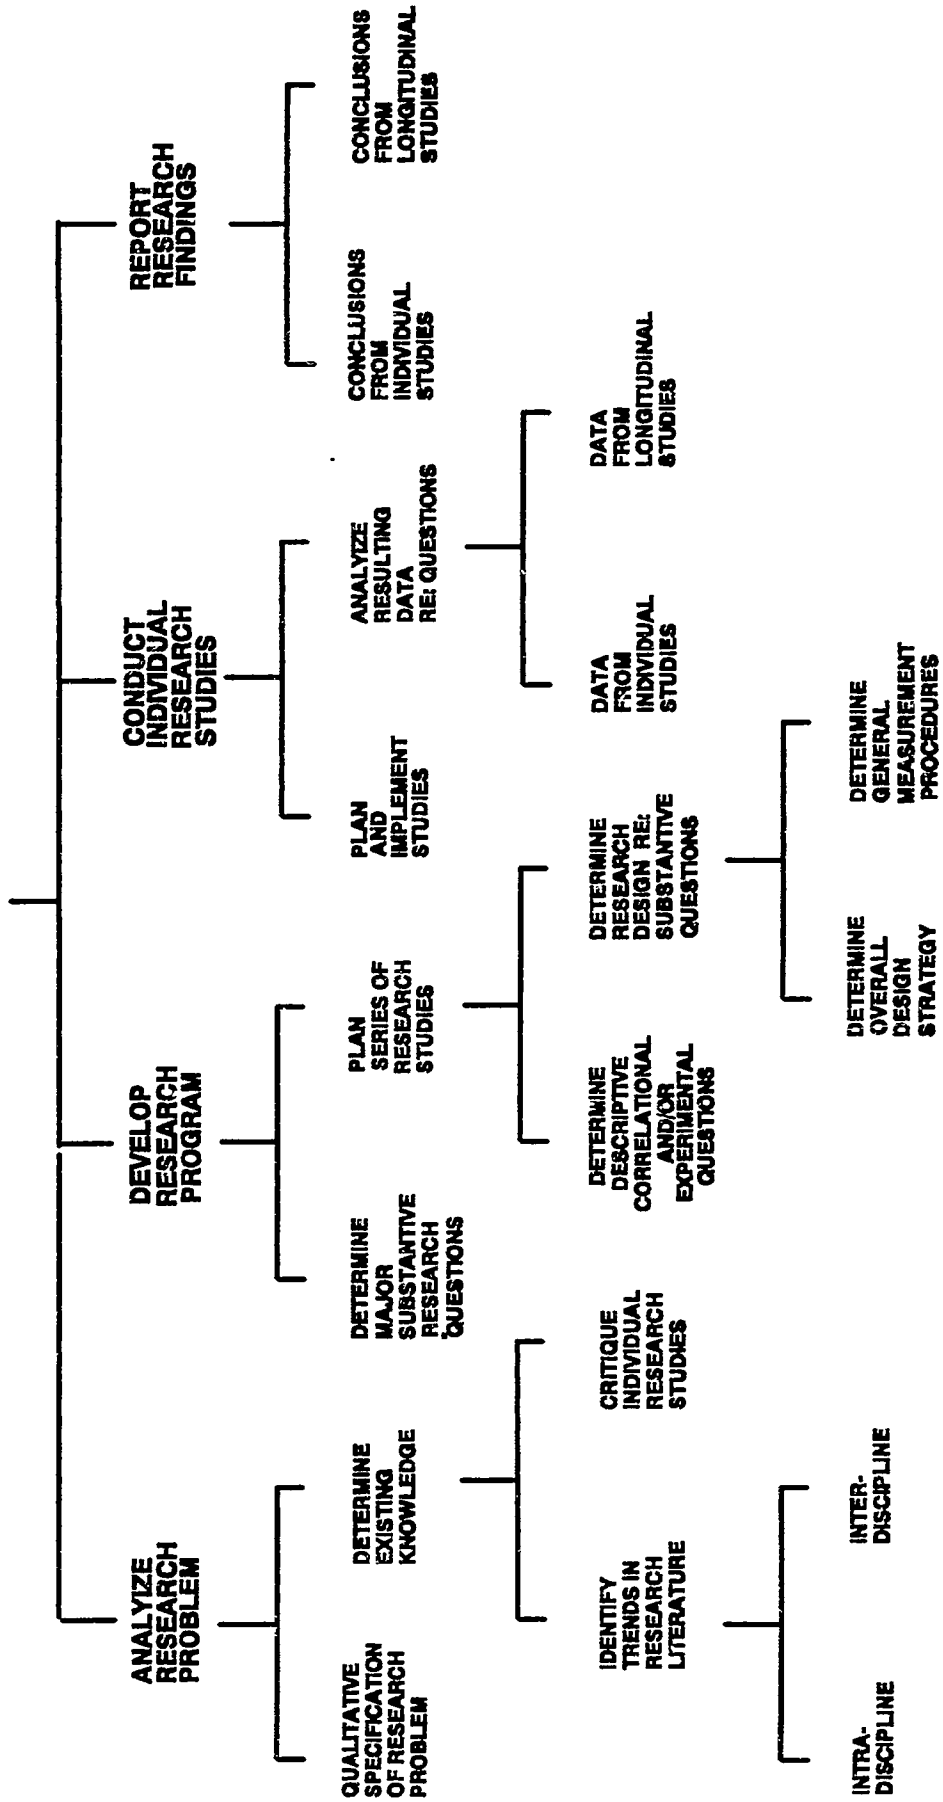 ANALYIZE
RESEARCH
PROBLEM
DEVELOP
RESEARCH
PROGRAM
CONDUCT
INDIVIDUAL
RESEARCH
STUDIES
REPORT
RESEARCH
FINDINGS
QUALITATIVE
SPECIFICATION
OF RESEARCH
PROBLEM
DETERMINE
EXISTING
KNOWLEDGE
DETERMINE
MAJOR
SUBSTANTIVE
RESEARCH
QUESTIONS
PLAN
SERIES OF
RESEARCH
STUDIES
PLAN
AND
IMPLEMENT
STUDIES
ANALYIZE
RESULTING
DATA
RE: QUESTIONS
CONCLUSIONS
FROM
INDIVIDUAL
STUDIES
CONCLUSIONS
FROM
LONGITUDINAL
STUDIES
IDENTIFY
TRENDS IN
RESEARCH
LITERATURE
CRITIQUE
INDIVIDUAL
RESEARCH
STUDIES
DETERMINE
DESCRIPTIVE
CORRELATIONAL
AND/OR
EXPERIMENTAL
QUESTIONS
DETERMINE
RESEARCH
DESIGN RE:
SUBSTANTIVE
QUESTIONS
DATA
FROM
INDIVIDUAL
STUDIES
DATA
FROM
LONGITUDINAL
STUDIES
INTRA-
DISCIPLINE
INTER-
DISCIPLINE
DETERMINE
OVERALL
DESIGN
STRATEGY
DETERMINE
GENERAL
MEASUREMENT
PROCEDURES